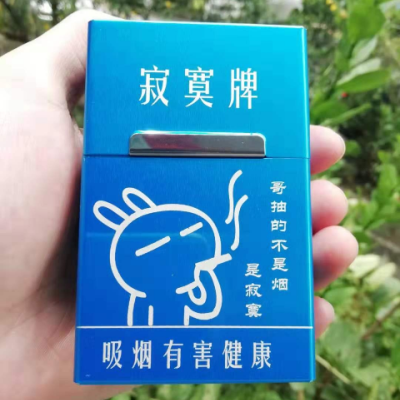 寂寞牌
哥抽的不是烟
是寂寞
吸烟有害健康